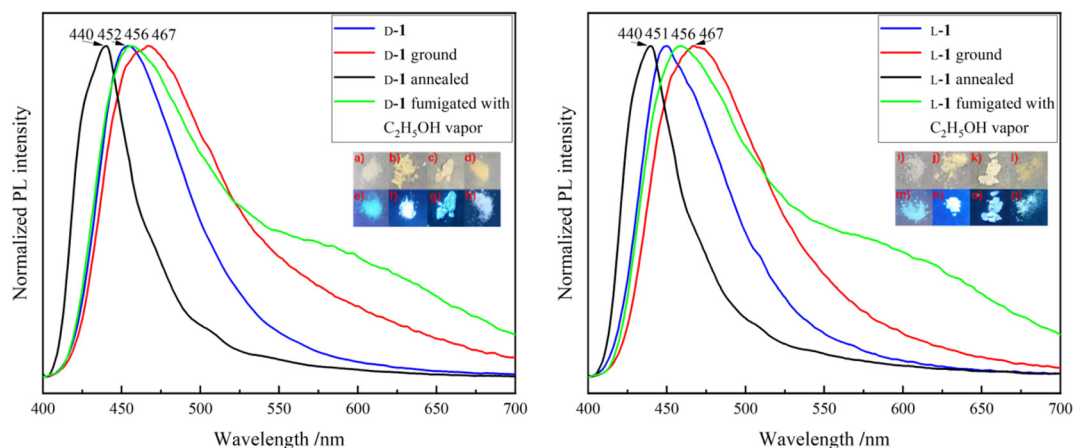 440 452 456 467
D-1
D-1 ground
D-1 annealed
D-1 fumigated with
C₂H₅OH vapor
a) b) c) d)
e) f) g) h)
Normalized PL intensity
400 450 500 550 600 650 700
Wavelength /nm
440 451 456 467
L-1
L-1 ground
L-1 annealed
L-1 fumigated with
C₂H₅OH vapor
i) j) k) l)
m) n) o) p)
Normalized PL intensity
400 450 500 550 600 650 700
Wavelength /nm